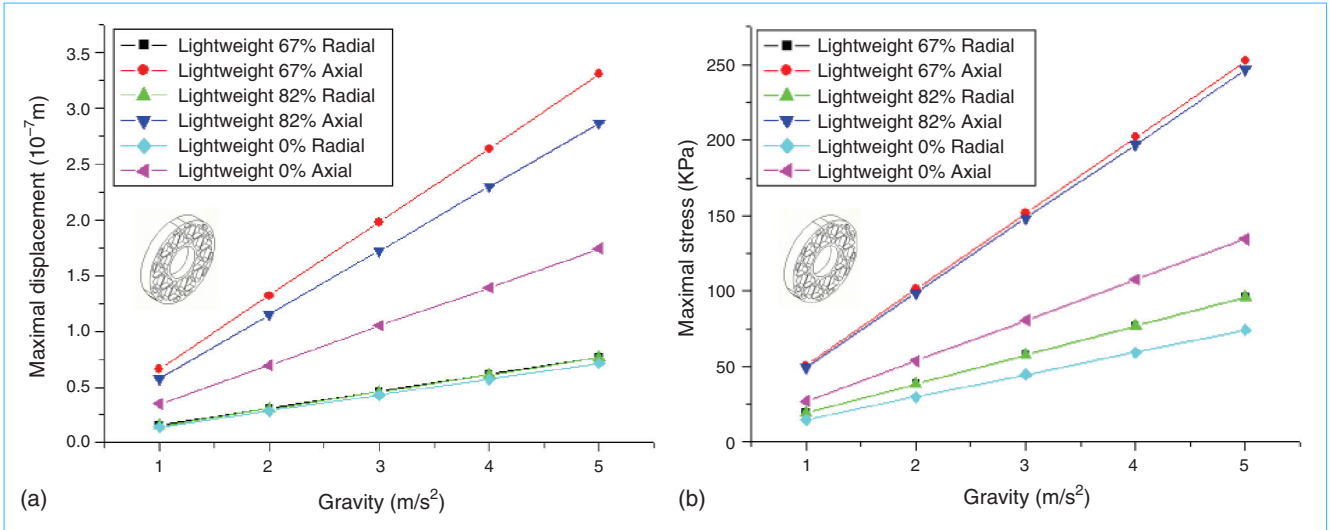 3.5
3.0
2.5
2.0
1.5
1.0
0.5
0.0
Maximal displacement (10⁻⁷m)
Lightweight 67% Radial
Lightweight 67% Axial
Lightweight 82% Radial
Lightweight 82% Axial
Lightweight 0% Radial
Lightweight 0% Axial
1 2 3 4 5
(a) Gravity (m/s²)
250
200
150
100
50
0
Maximal stress (KPa)
Lightweight 67% Radial
Lightweight 67% Axial
Lightweight 82% Radial
Lightweight 82% Axial
Lightweight 0% Radial
Lightweight 0% Axial
1 2 3 4 5
(b) Gravity (m/s²)